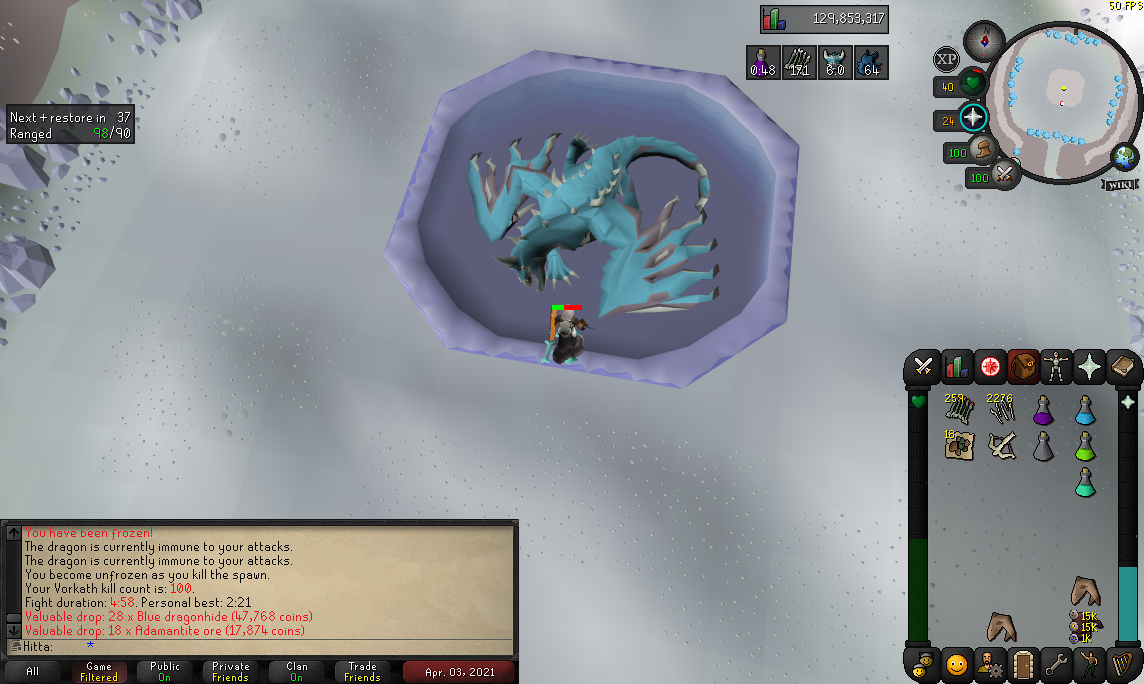 50 FPS
129,853,317
0:48 171 6:0 64
XP
Next + restore in 37
Ranged 98/90
40
24
100
100
WIKI
259 2276
18
15K
15K
1K
You have been frozen!
The dragon is currently immune to your attacks.
The dragon is currently immune to your attacks.
You become unfrozen as you kill the spawn.
Your Vorkath kill count is: 100.
Fight duration: 4:58. Personal best: 2:21
Valuable drop: 28 x Blue dragonhide (47,768 coins)
Valuable drop: 18 x Adamantite ore (17,874 coins)
Hitta: *
All Game Filtered Public On Private Friends Clan On Trade Friends Apr. 03, 2021